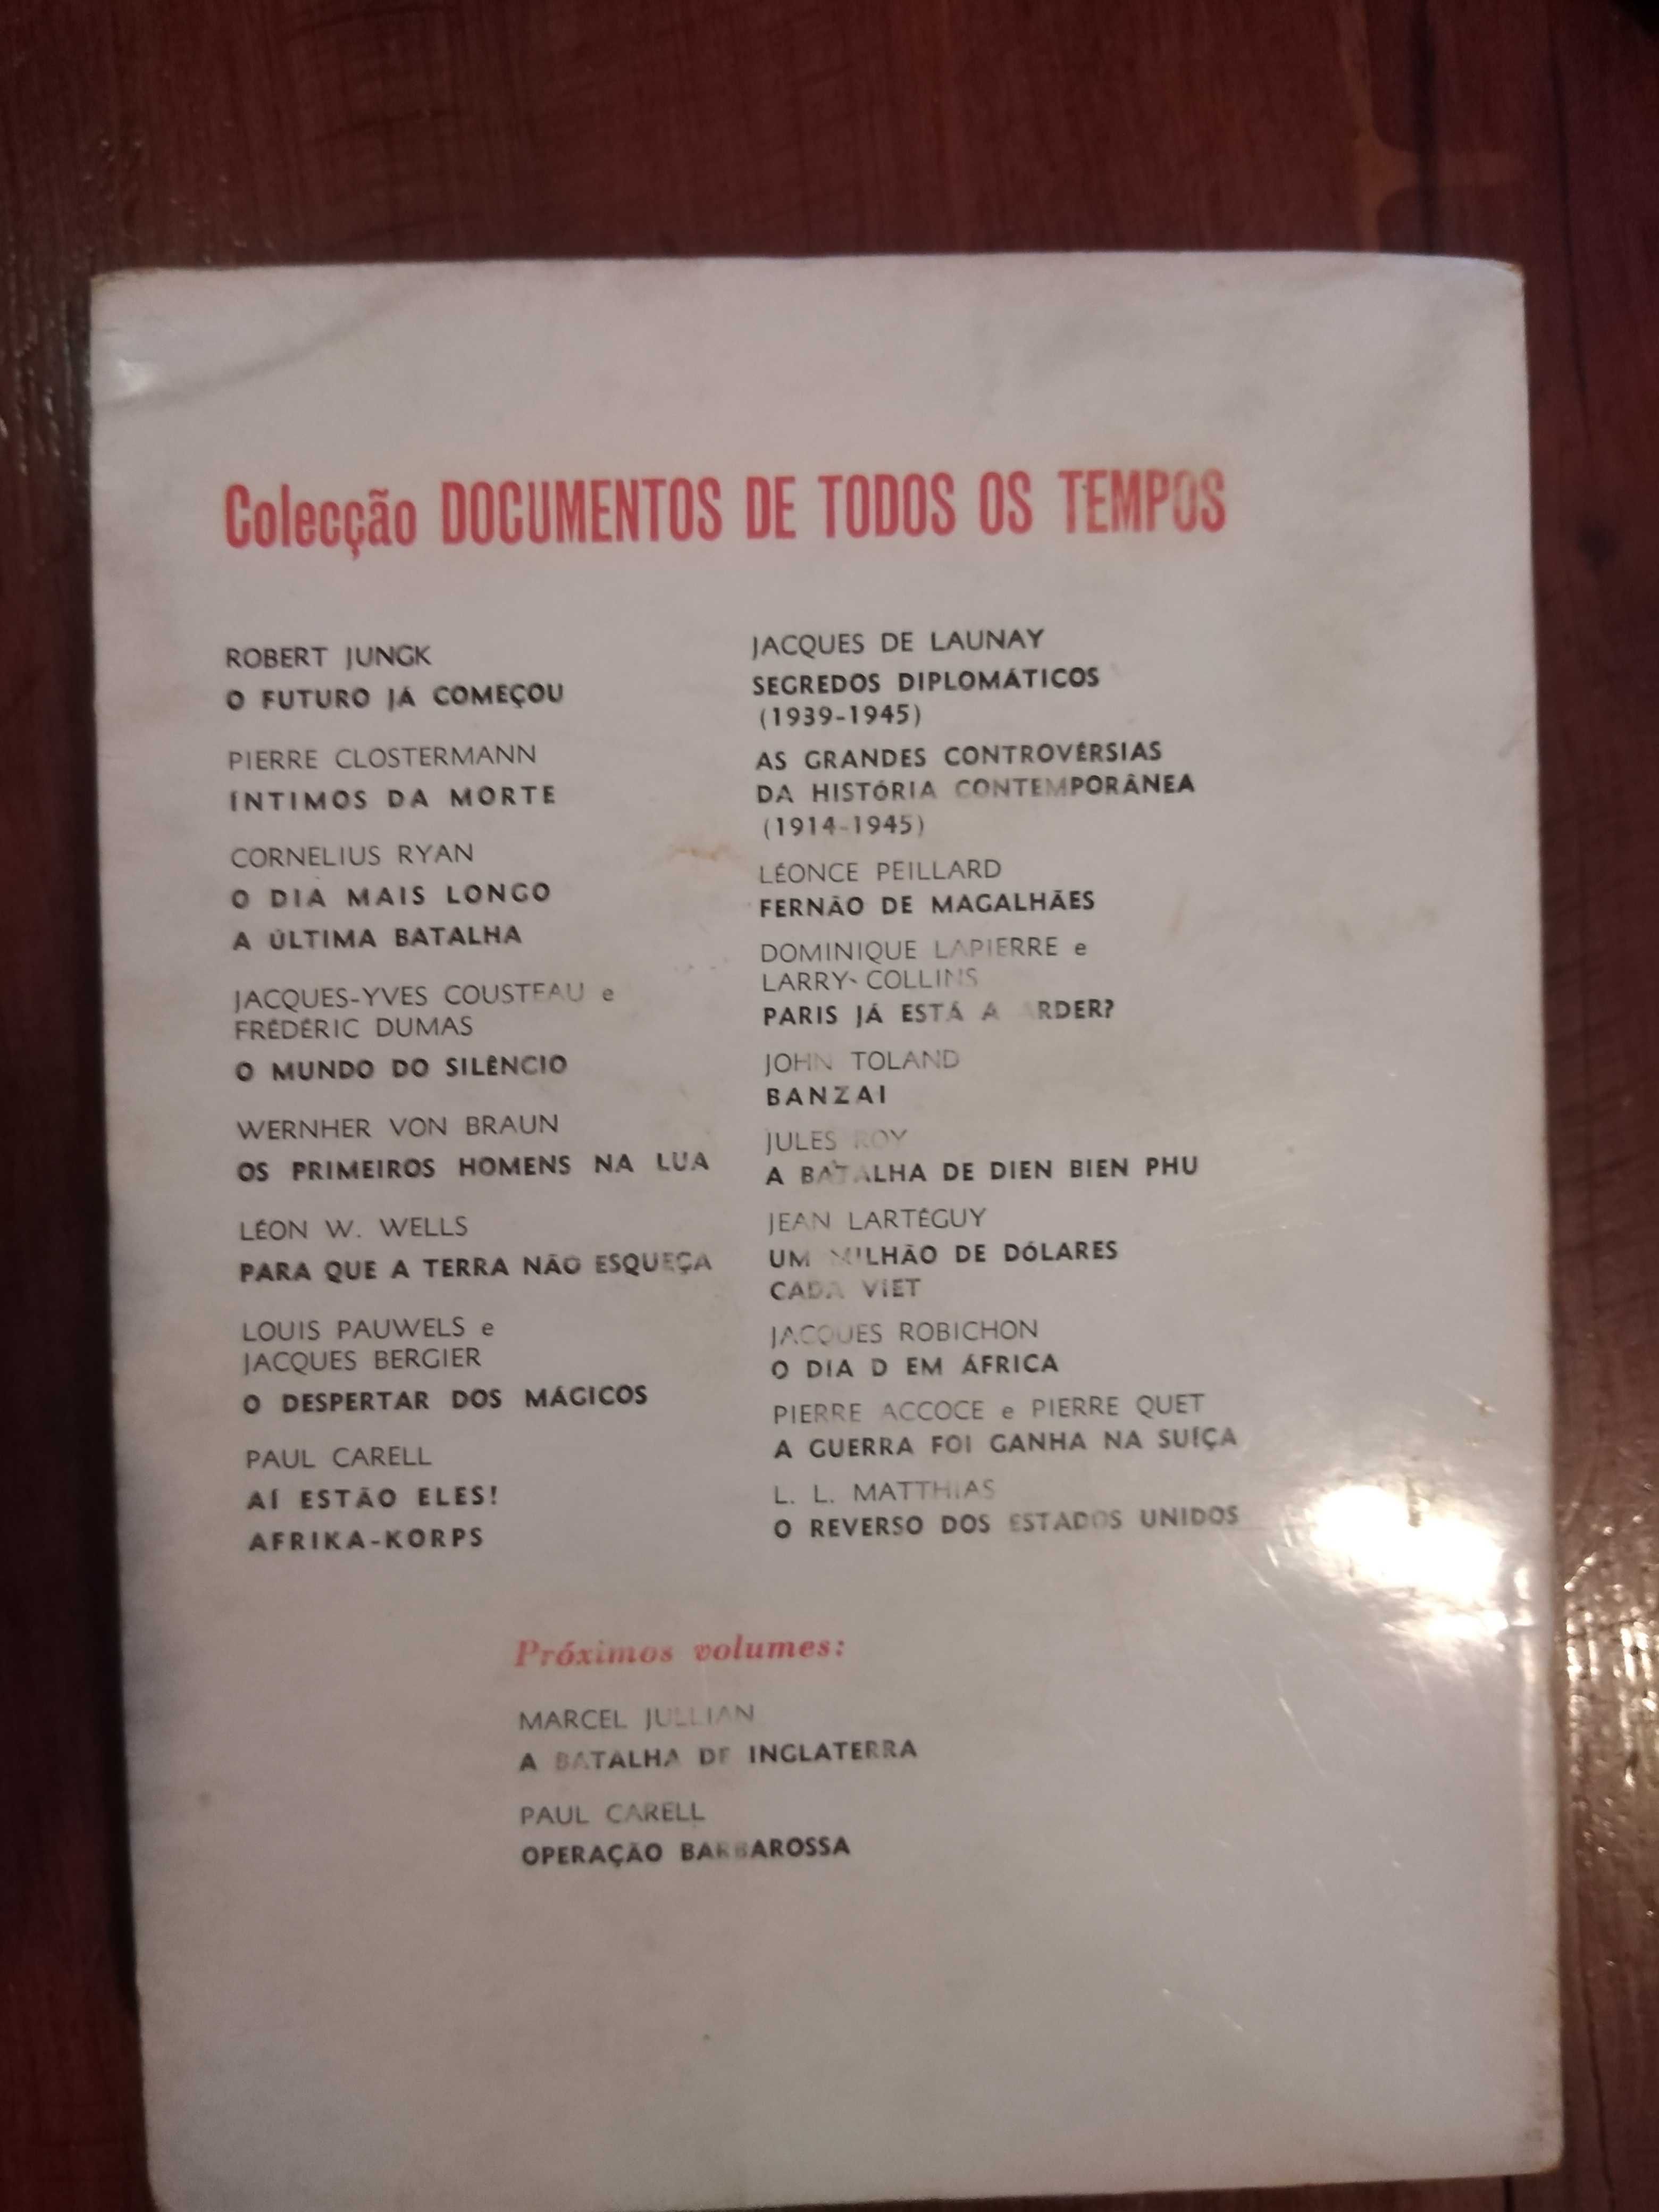 Colecção DOCUMENTOS DE TODOS OS TEMPOS
ROBERT JUNGK
O FUTURO JÁ COMEÇOU
PIERRE CLOSTERMANN
ÍNTIMOS DA MORTE
CORNELIUS RYAN
O DIA MAIS LONGO
A ÚLTIMA BATALHA
JACQUES-YVES COUSTEAU e
FRÉDÉRIC DUMAS
O MUNDO DO SILÊNCIO
WERNHER VON BRAUN
OS PRIMEIROS HOMENS NA LUA
LÉON W. WELLS
PARA QUE A TERRA NÃO ESQUEÇA
LOUIS PAUWELS e
JACQUES BERGIER
O DESPERTAR DOS MÁGICOS
PAUL CARELL
AÍ ESTÃO ELES!
AFRIKA-KORPS
JACQUES DE LAUNAY
SEGREDOS DIPLOMÁTICOS
(1939-1945)
AS GRANDES CONTROVÉRSIAS
DA HISTÓRIA CONTEMPORÂNEA
(1914-1945)
LÉONCE PEILLARD
FERNÃO DE MAGALHÃES
DOMINIQUE LAPIERRE e
LARRY COLLINS
PARIS JÁ ESTÁ A ARDER?
JOHN TOLAND
BANZAI
JULES ROY
A BATALHA DE DIEN BIEN PHU
JEAN LARTÉGUY
UM MILHÃO DE DÓLARES
CADA VIET
JACQUES ROBICHON
O DIA D EM ÁFRICA
PIERRE ACCOCE e PIERRE QUET
A GUERRA FOI GANHA NA SUÍÇA
L. L. MATTHIAS
O REVERSO DOS ESTADOS UNIDOS
Próximos volumes:
MARCEL JULLIAN
A BATALHA DE INGLATERRA
PAUL CARELL
OPERAÇÃO BARBAROSSA